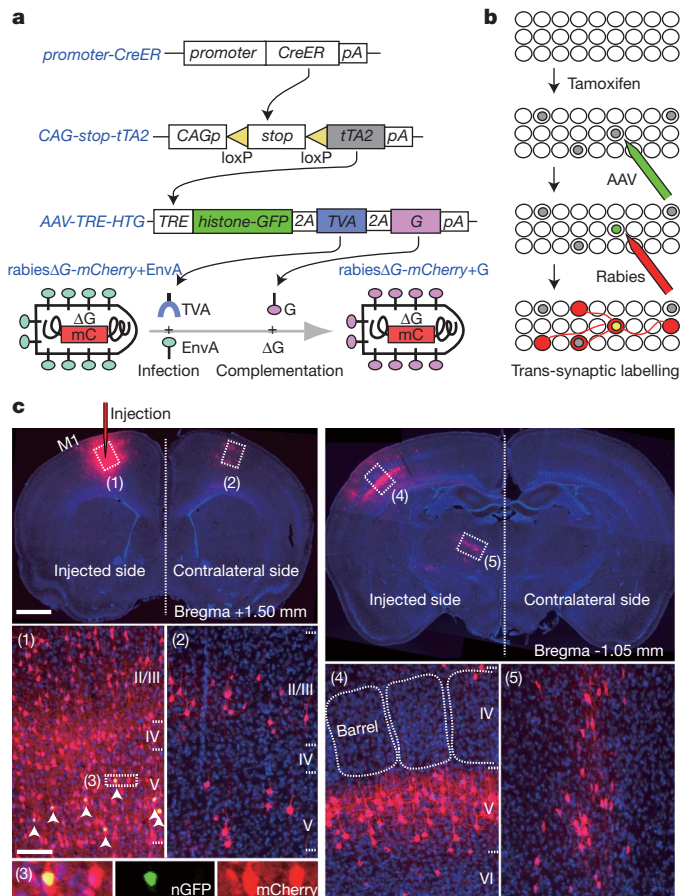 a
promoter-CreER
promoter CreER pA
CAG-stop-tTA2
CAGp stop tTA2 pA
loxP loxP
AAV-TRE-HTG
TRE histone-GFP 2A TVA 2A G pA
rabiesΔG-mCherry+EnvA
rabiesΔG-mCherry+G
ΔG
mC
TVA
+
EnvA
Infection
G
+
ΔG
Complementation
ΔG
mC
b
Tamoxifen
AAV
Rabies
Trans-synaptic labelling
c
Injection
M1
(1)
(2)
Injected side
Contralateral side
Bregma +1.50 mm
(4)
(5)
Injected side
Contralateral side
Bregma -1.05 mm
(1)
II/III
IV
(3)
V
(2)
II/III
IV
V
(3)
nGFP
mCherry
(4)
Barrel
IV
V
VI
(5)